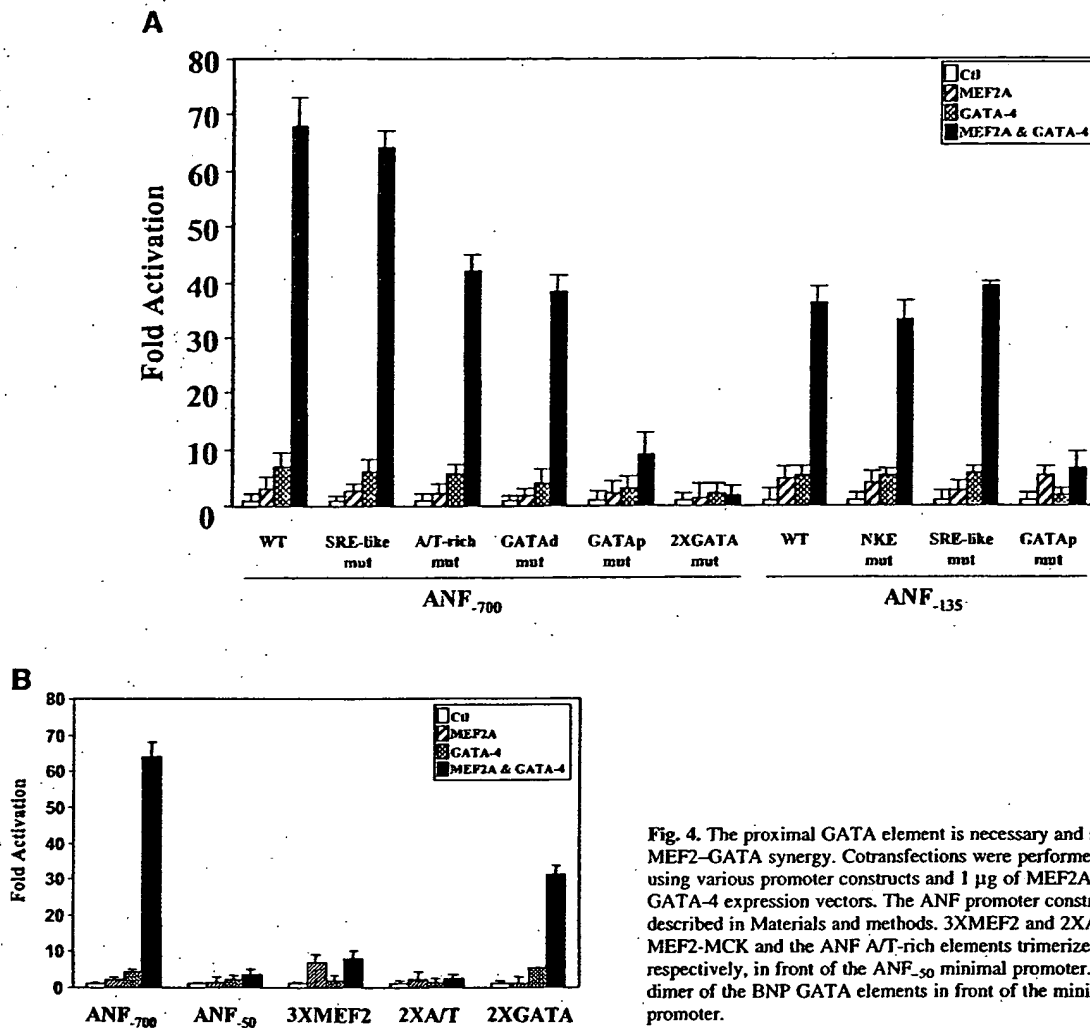 A
80
70
60
50
40
30
20
10
0
Fold Activation
Ctl
MEF2A
GATA-4
MEF2A & GATA-4
WT SRE-like A/T-rich GATAd GATAp 2XGATA WT NKE SRE-like GATAp
mut mut mut mut mut mut mut mut
ANF-700 ANF-135
B
80
70
60
50
40
30
20
10
0
Fold Activation
Ctl
MEF2A
GATA-4
MEF2A & GATA-4
ANF-700 ANF-50 3XMEF2 2XA/T 2XGATA
Fig. 4. The proximal GATA element is necessary and
MEF2–GATA synergy. Cotransfections were performe
using various promoter constructs and 1 μg of MEF2A
GATA-4 expression vectors. The ANF promoter constr
described in Materials and methods. 3XMEF2 and 2XA
MEF2-MCK and the ANF A/T-rich elements trimerize
respectively, in front of the ANF-50 minimal promoter.
dimer of the BNP GATA elements in front of the mini
promoter.